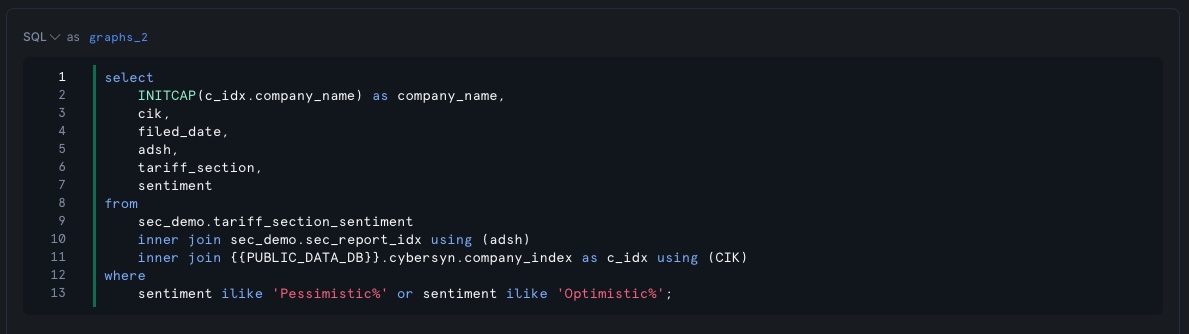 SQL as graphs_2
1 select
2 INITCAP(c_idx.company_name) as company_name,
3 cik,
4 filed_date,
5 adsh,
6 tariff_section,
7 sentiment
8 from
9 sec_demo.tariff_section_sentiment
10 inner join sec_demo.sec_report_idx using (adsh)
11 inner join {{PUBLIC_DATA_DB}}.cybersyn.company_index as c_idx using (CIK)
12 where
13 sentiment ilike 'Pessimistic%' or sentiment ilike 'Optimistic%';